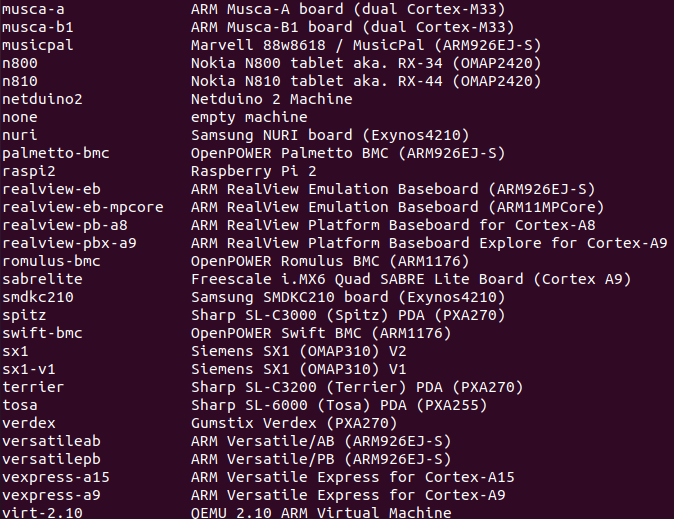 musca-a ARM Musca-A board (dual Cortex-M33)
musca-b1 ARM Musca-B1 board (dual Cortex-M33)
musicpal Marvell 88w8618 / MusicPal (ARM926EJ-S)
n800 Nokia N800 tablet aka. RX-34 (OMAP2420)
n810 Nokia N810 tablet aka. RX-44 (OMAP2420)
netduino2 Netduino 2 Machine
none empty machine
nuri Samsung NURI board (Exynos4210)
palmetto-bmc OpenPOWER Palmetto BMC (ARM926EJ-S)
raspi2 Raspberry Pi 2
realview-eb ARM RealView Emulation Baseboard (ARM926EJ-S)
realview-eb-mpcore ARM RealView Emulation Baseboard (ARM11MPCore)
realview-pb-a8 ARM RealView Platform Baseboard for Cortex-A8
realview-pbx-a9 ARM RealView Platform Baseboard Explore for Cortex-A9
romulus-bmc OpenPOWER Romulus BMC (ARM1176)
sabrelite Freescale i.MX6 Quad SABRE Lite Board (Cortex A9)
smdkc210 Samsung SMDKC210 board (Exynos4210)
spitz Sharp SL-C3000 (Spitz) PDA (PXA270)
swift-bmc OpenPOWER Swift BMC (ARM1176)
sx1 Siemens SX1 (OMAP310) V2
sx1-v1 Siemens SX1 (OMAP310) V1
terrier Sharp SL-C3200 (Terrier) PDA (PXA270)
tosa Sharp SL-6000 (Tosa) PDA (PXA255)
verdex Gumstix Verdex (PXA270)
versatileab ARM Versatile/AB (ARM926EJ-S)
versatilepb ARM Versatile/PB (ARM926EJ-S)
vexpress-a15 ARM Versatile Express for Cortex-A15
vexpress-a9 ARM Versatile Express for Cortex-A9
virt-2.10 QEMU 2.10 ARM Virtual Machine